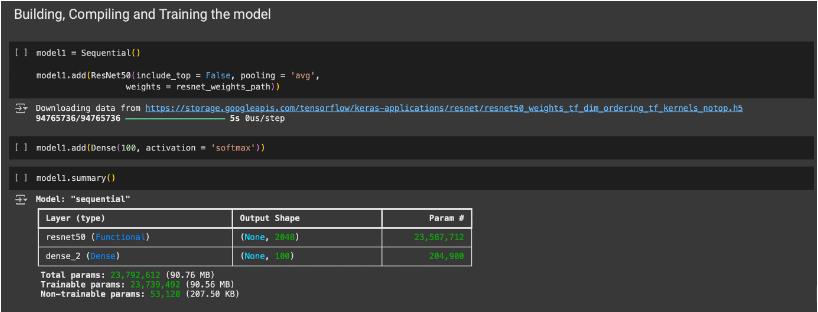 Building, Compiling and Training the model
[ ] model1 = Sequential()
model1.add(ResNet50(include_top = False, pooling = 'avg',
weights = resnet_weights_path))
Downloading data from https://storage.googleapis.com/tensorflow/keras-applications/resnet/resnet50_weights_tf_dim_ordering_tf_kernels_notop.h5
94765736/94765736 ━━━━━━━━━━━━━━━━━━━━ 5s 0us/step
[ ] model1.add(Dense(100, activation = 'softmax'))
[ ] model1.summary()
Model: "sequential"
Layer (type) Output Shape Param #
resnet50 (Functional) (None, 2048) 23,587,712
dense_2 (Dense) (None, 100) 204,900
Total params: 23,792,612 (90.76 MB)
Trainable params: 23,739,492 (90.56 MB)
Non-trainable params: 53,120 (207.50 KB)